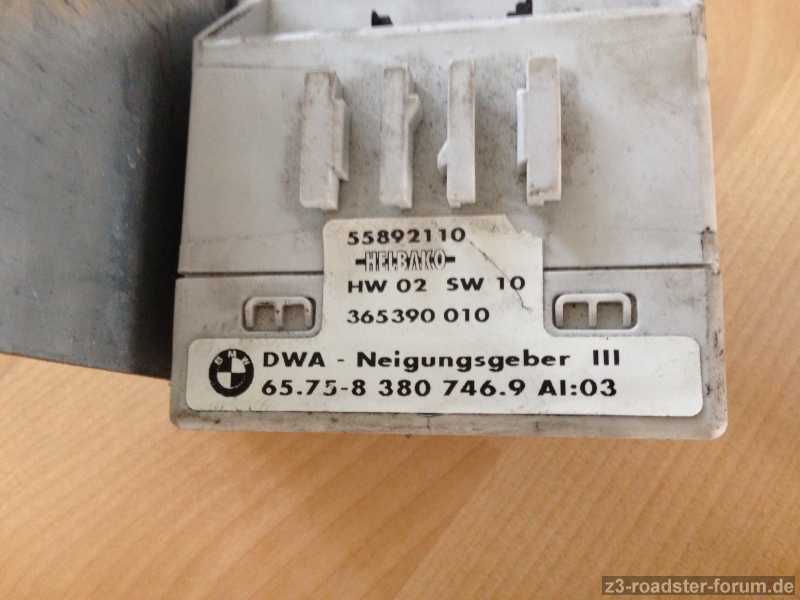 55892110
HELBAKO
HW 02 SW 10
365390 010
BMW
DWA - Neigungsgeber III
65.75-8 380 746.9 AI:03
z3-roadster-forum.de